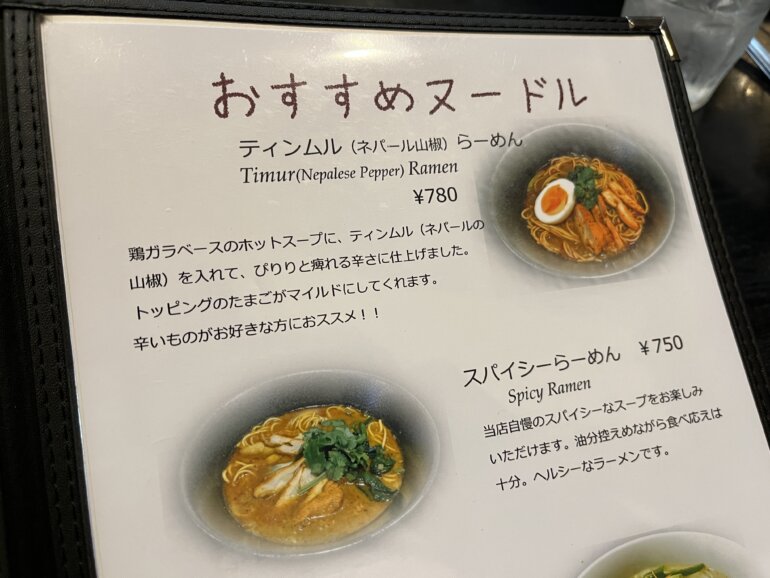 おすすめヌードル
ティンムル（ネパール山椒）らーめん
Timur(Nepalese Pepper) Ramen
¥780
鶏ガラベースのホットスープに、ティンムル（ネパールの
山椒）を入れて、ぴりりと痺れる辛さに仕上げました。
トッピングのたまごがマイルドにしてくれます。
辛いものがお好きな方におススメ！！
スパイシーらーめん ¥750
Spicy Ramen
当店自慢のスパイシーなスープをお楽しみ
いただけます。油分控えめながら食べ応えは
十分。ヘルシーなラーメンです。